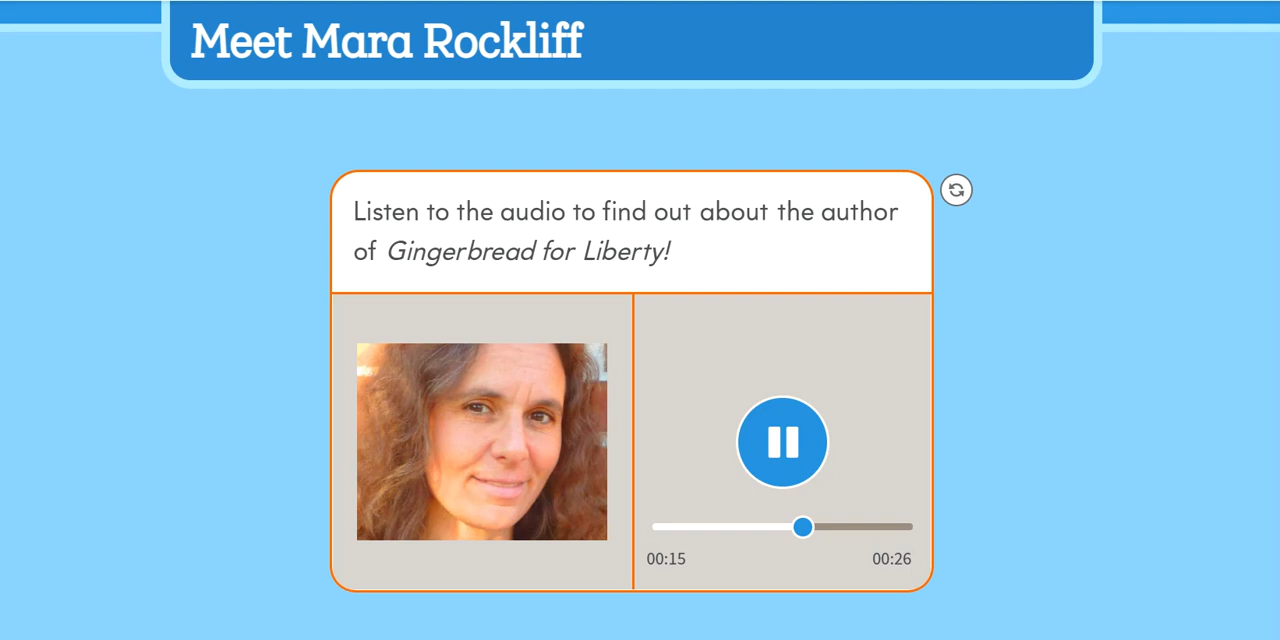 Meet Mara Rockliff
Listen to the audio to find out about the author
of Gingerbread for Liberty!
00:15
00:26